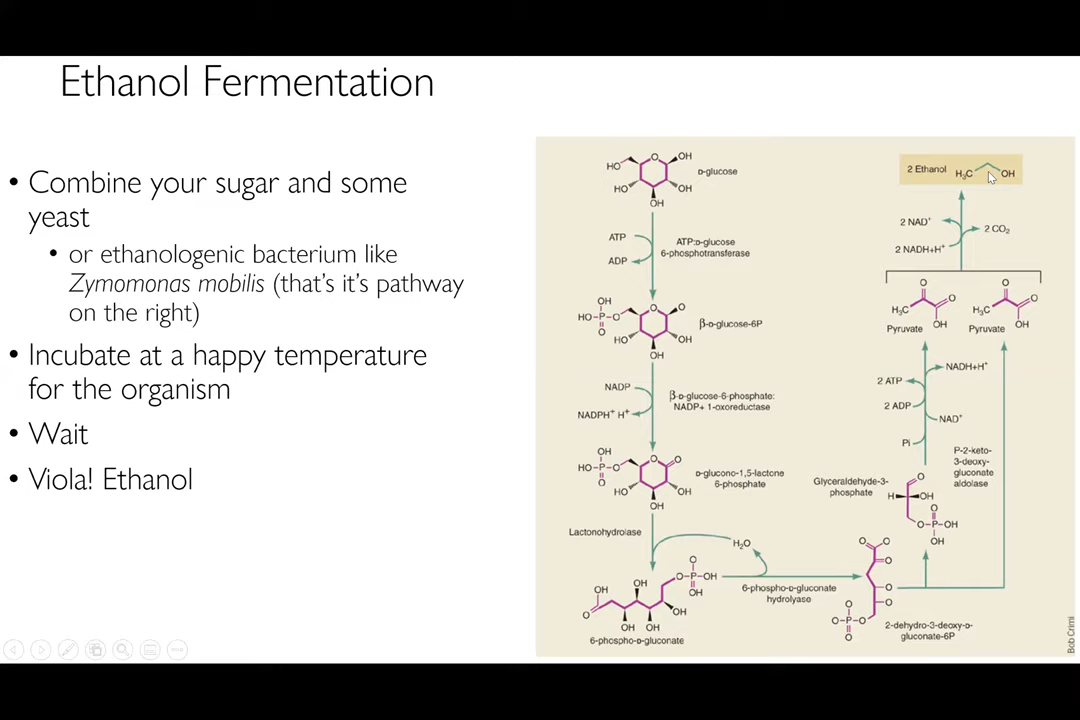 Ethanol Fermentation
• Combine your sugar and some
yeast
• or ethanologenic bacterium like
Zymomonas mobilis (that's it's pathway
on the right)
• Incubate at a happy temperature
for the organism
• Wait
• Viola! Ethanol
HO
O
OH
HO
OH
OH
D-glucose
ATP
ADP
ATP:D-glucose
6-phosphotransferase
OH
HO-P-O
O
O
O
HO
OH
OH
β-D-glucose-6P
NADP
NADPH⁺ H⁺
β-D-glucose-6-phosphate:
NADP+ 1-oxoreductase
OH
HO-P-O
O
O
O
HO
OH
OH
D-glucono-1,5-lactone
6-phosphate
Lactonohydrolase
H₂O
O
O-P-OH
OH
OH
OH
O
OH
OH OH
6-phospho-D-gluconate
6-phospho-D-gluconate
hydrolyase
O O
O
O
O
O
O-P-O
O
2-dehydro-3-deoxy-D-
gluconate-6P
Glyceraldehyde-3-
phosphate
O
H OH
O
O-P-OH
OH
P-2-keto-
3-deoxy-
gluconate
aldolase
Pi
NAD⁺
2 ADP
2 ATP
NADH+H⁺
O
H₃C O
OH
Pyruvate
O
H₃C O
OH
Pyruvate
2 NADH+H⁺
2 NAD⁺
2 CO₂
2 Ethanol H₃C OH
Bob Crimi